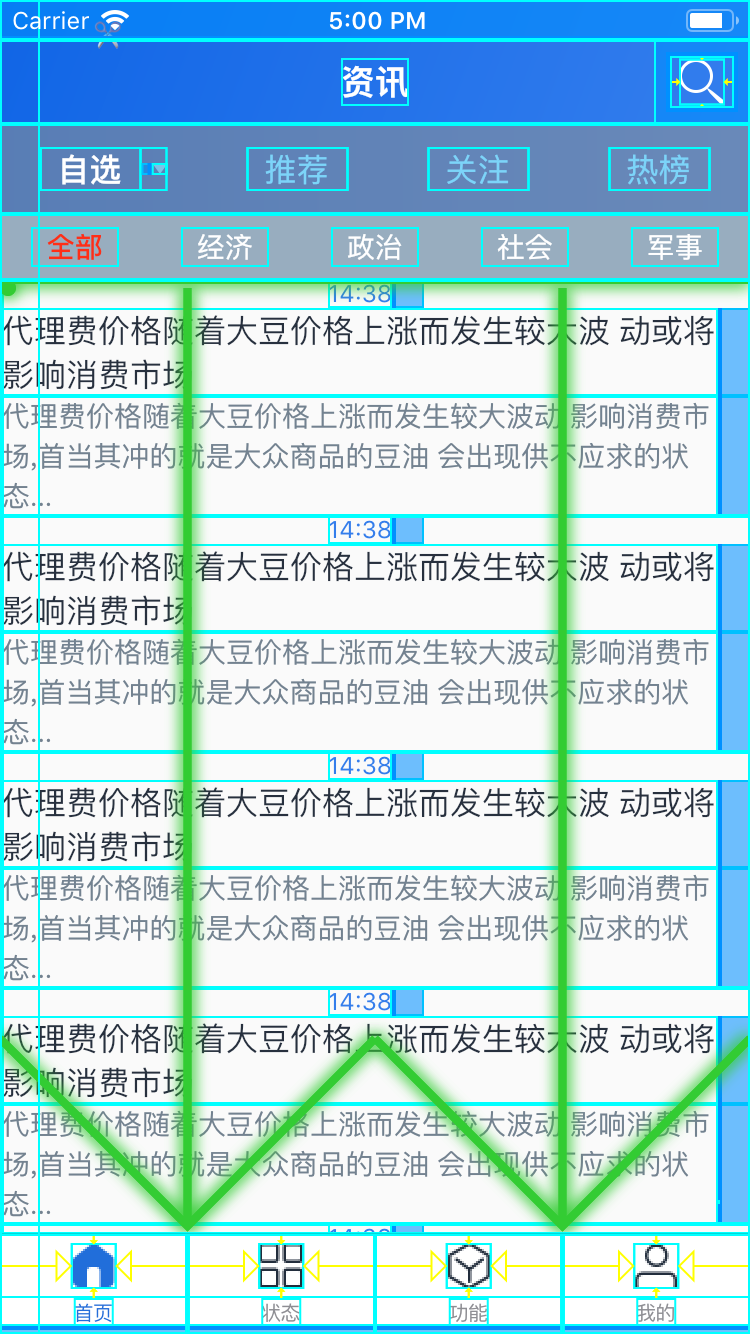 Carrier 5:00 PM
资讯
自选 推荐 关注 热榜
全部 经济 政治 社会 军事
14:38
代理费价格随着大豆价格上涨而发生较大波 动或将
影响消费市场
代理费价格随着大豆价格上涨而发生较大波动,影响消费市
场,首当其冲的就是大众商品的豆油 会出现供不应求的状
态...
14:38
代理费价格随着大豆价格上涨而发生较大波 动或将
影响消费市场
代理费价格随着大豆价格上涨而发生较大波动,影响消费市
场,首当其冲的就是大众商品的豆油 会出现供不应求的状
态...
14:38
代理费价格随着大豆价格上涨而发生较大波 动或将
影响消费市场
代理费价格随着大豆价格上涨而发生较大波动,影响消费市
场,首当其冲的就是大众商品的豆油 会出现供不应求的状
态...
14:38
代理费价格随着大豆价格上涨而发生较大波 动或将
影响消费市场
代理费价格随着大豆价格上涨而发生较大波动,影响消费市
场,首当其冲的就是大众商品的豆油 会出现供不应求的状
态...
14:38
首页 状态 功能 我的